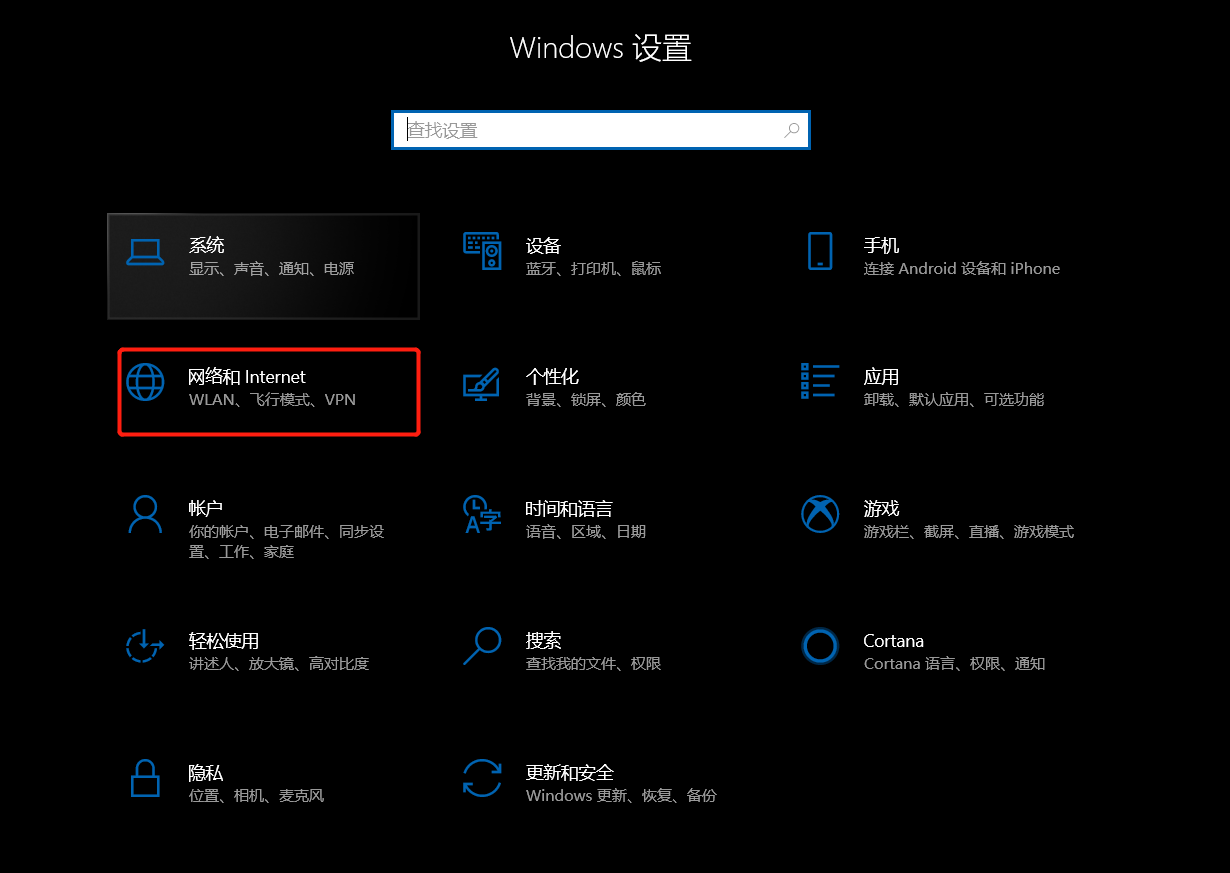 Windows 设置
查找设置
系统
显示、声音、通知、电源
设备
蓝牙、打印机、鼠标
手机
连接 Android 设备和 iPhone
网络和 Internet
WLAN、飞行模式、VPN
个性化
背景、锁屏、颜色
应用
卸载、默认应用、可选功能
帐户
你的帐户、电子邮件、同步设
置、工作、家庭
时间和语言
语音、区域、日期
游戏
游戏栏、截屏、直播、游戏模式
轻松使用
讲述人、放大镜、高对比度
搜索
查找我的文件、权限
Cortana
Cortana 语言、权限、通知
隐私
位置、相机、麦克风
更新和安全
Windows 更新、恢复、备份